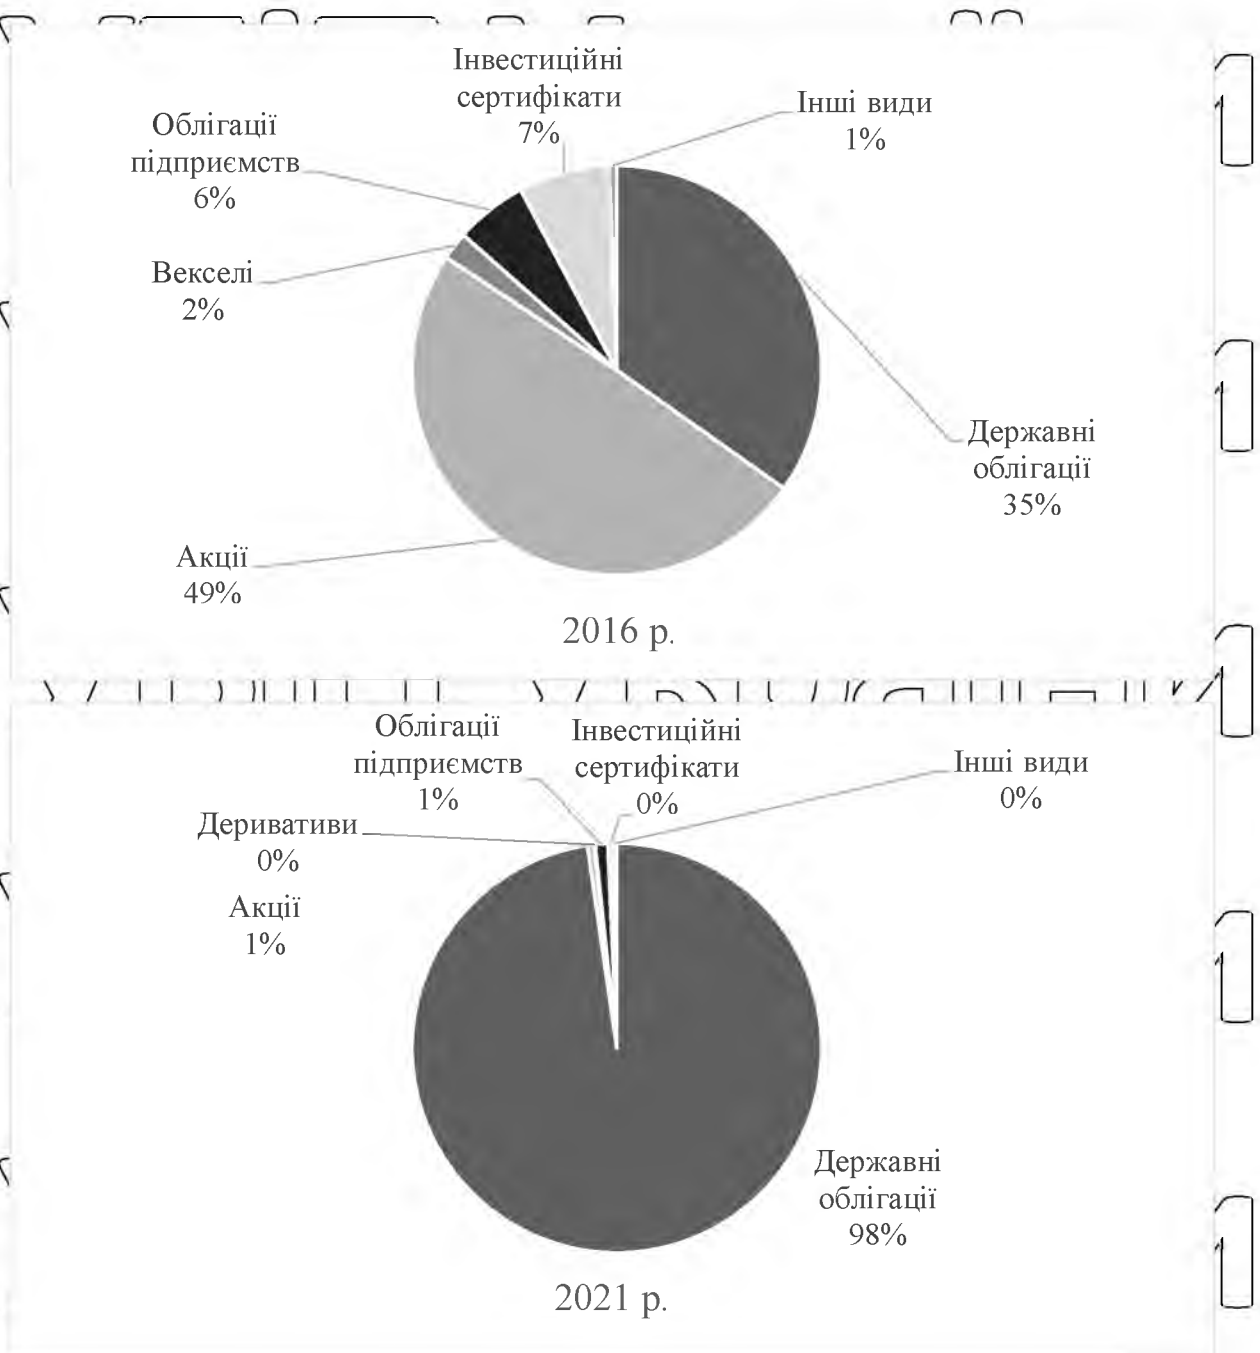 Інвестиційні
сертифікати
7%
Інші види
1%
Облігації
підприємств
6%
Векселі
2%
Державні
облігації
35%
Акції
49%
2016 р.
Облігації
підприємств
1%
Інвестиційні
сертифікати
0%
Інші види
0%
Деривативи
0%
Акції
1%
Державні
облігації
98%
2021 р.